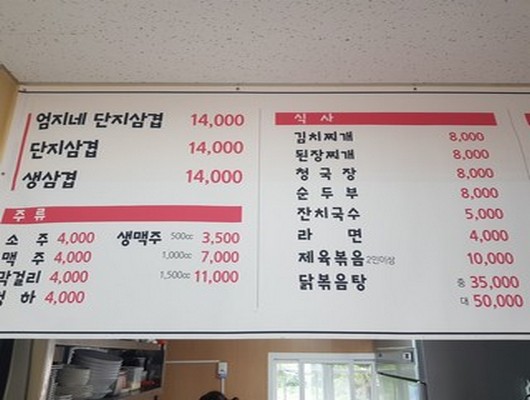 엄지네 단지삼겹 14,000
단지삼겹 14,000
생삼겹 14,000
주류
소 주 4,000 생맥주 500cc 3,500
맥 주 4,000 1,000cc 7,000
막걸리 4,000 1,500cc 11,000
청 하 4,000
식 사
김치찌개 8,000
된장찌개 8,000
청 국 장 8,000
순 두 부 8,000
잔치국수 5,000
라 면 4,000
제육볶음 2인이상 10,000
닭볶음탕 중 35,000
대 50,000